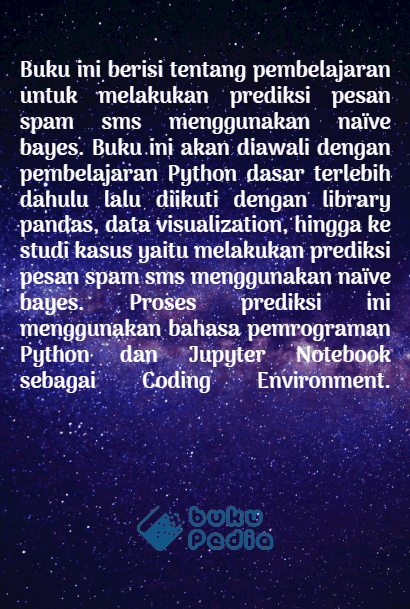 Buku ini berisi tentang pembelajaran
untuk melakukan prediksi pesan
spam sms menggunakan naïve
bayes. Buku ini akan diawali dengan
pembelajaran Python dasar terlebih
dahulu lalu diikuti dengan library
pandas, data visualization, hingga ke
studi kasus yaitu melakukan prediksi
pesan spam sms menggunakan naïve
bayes. Proses prediksi ini
menggunakan bahasa pemrograman
Python dan Jupyter Notebook
sebagai Coding Environment.
buku
Pedia